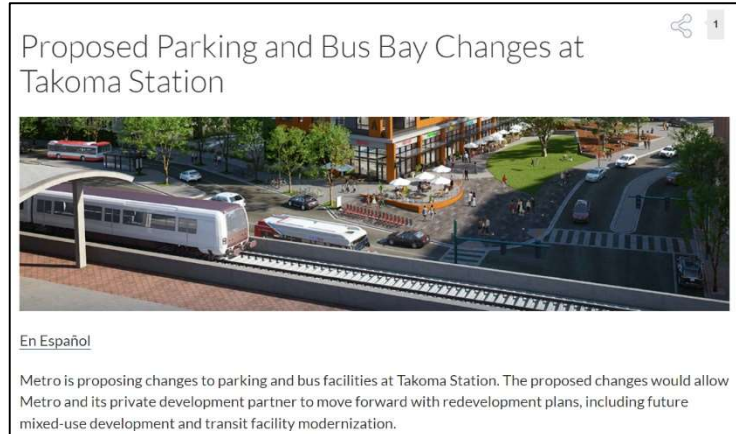 1
Proposed Parking and Bus Bay Changes at
Takoma Station
En Español
Metro is proposing changes to parking and bus facilities at Takoma Station. The proposed changes would allow
Metro and its private development partner to move forward with redevelopment plans, including future
mixed-use development and transit facility modernization.